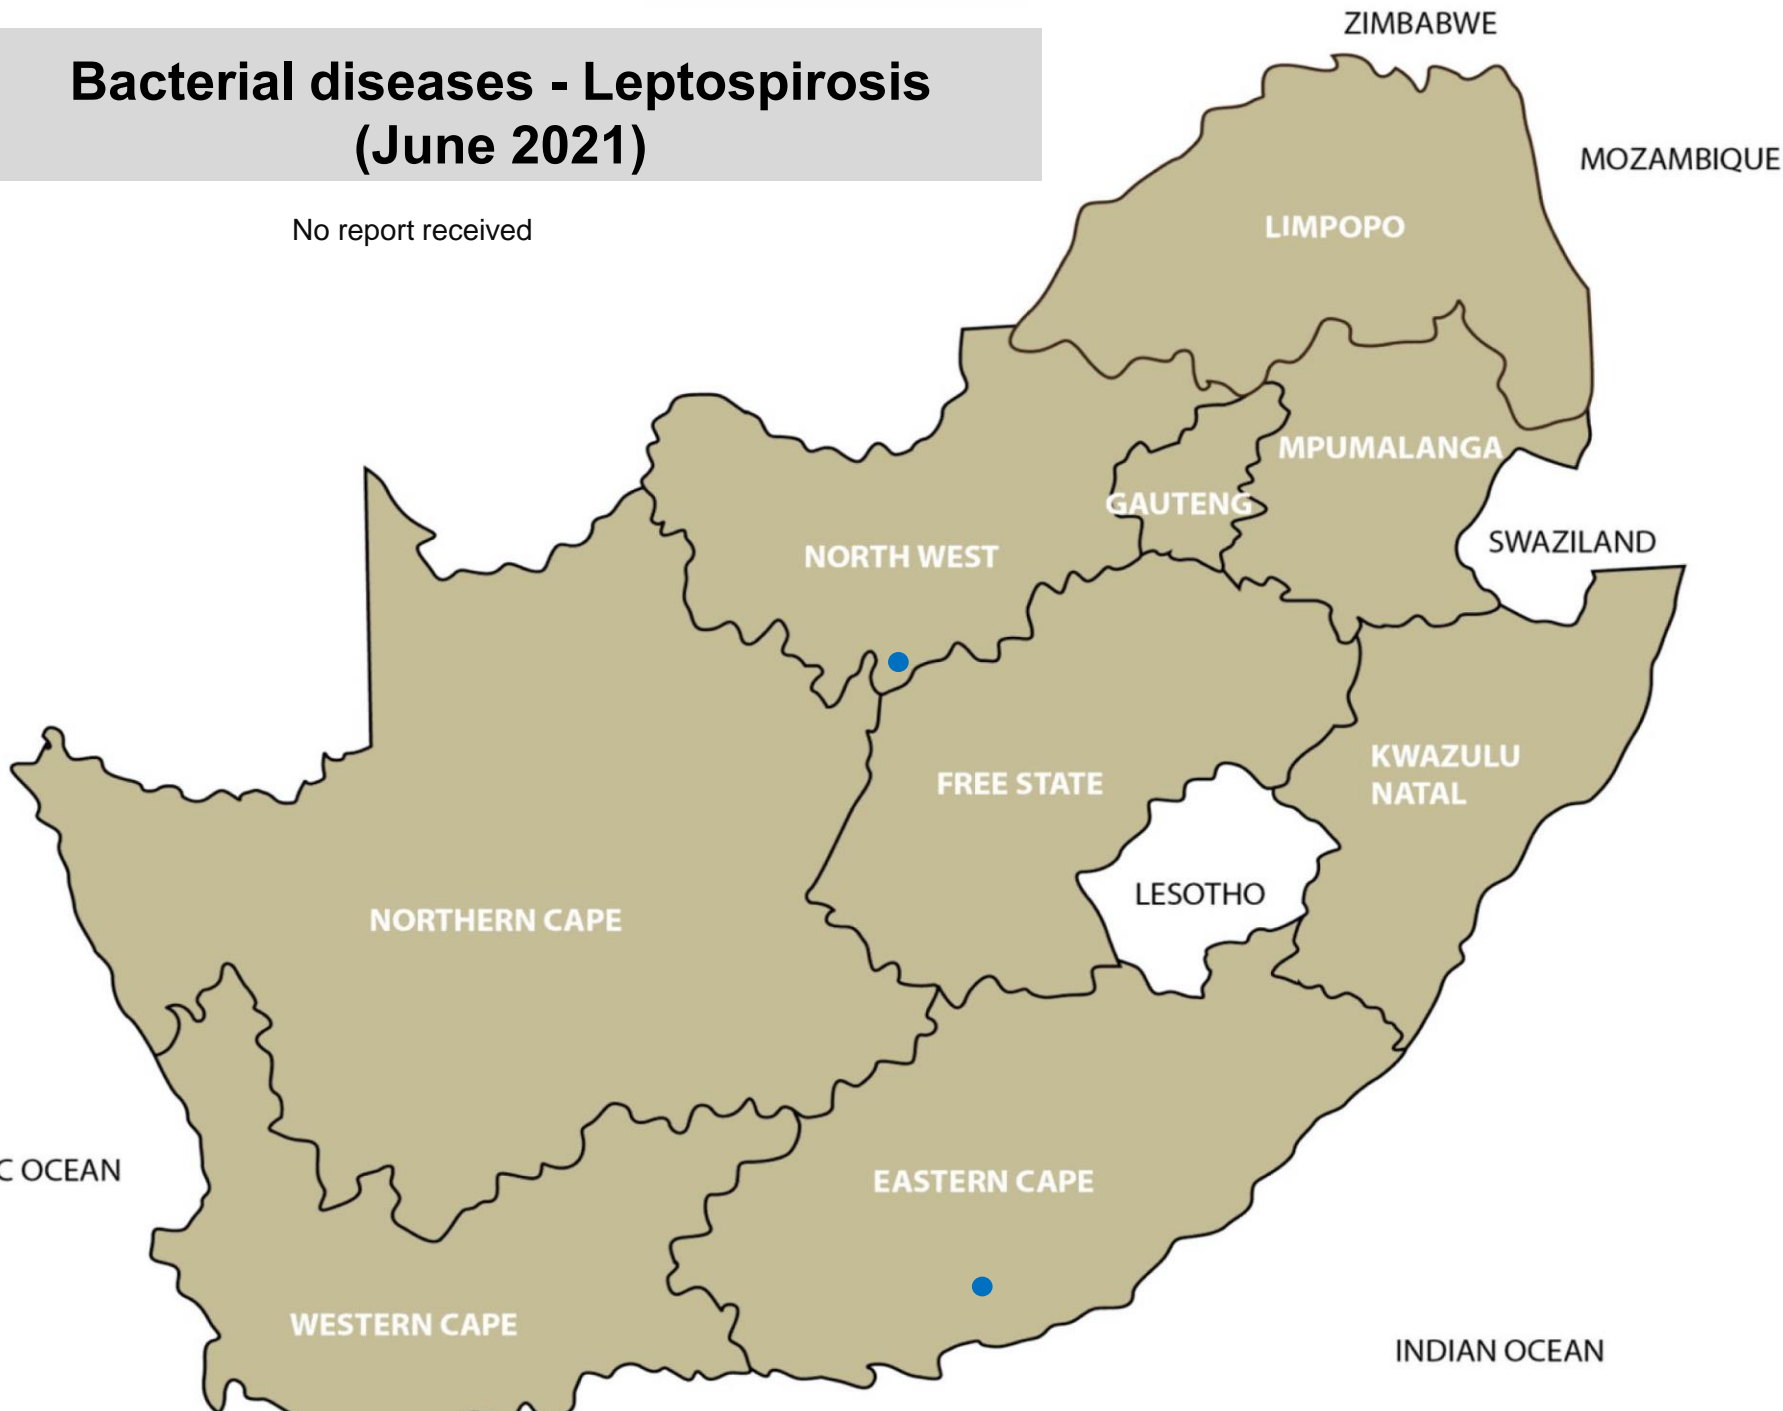 ZIMBABWE
Bacterial diseases - Leptospirosis
(June 2021)
MOZAMBIQUE
No report received
LIMPOPO
MPUMALANGA
GAUTENG
SWAZILAND
NORTH WEST
KWAZULU
NATAL
FREE STATE
LESOTHO
NORTHERN CAPE
C OCEAN
EASTERN CAPE
WESTERN CAPE
INDIAN OCEAN